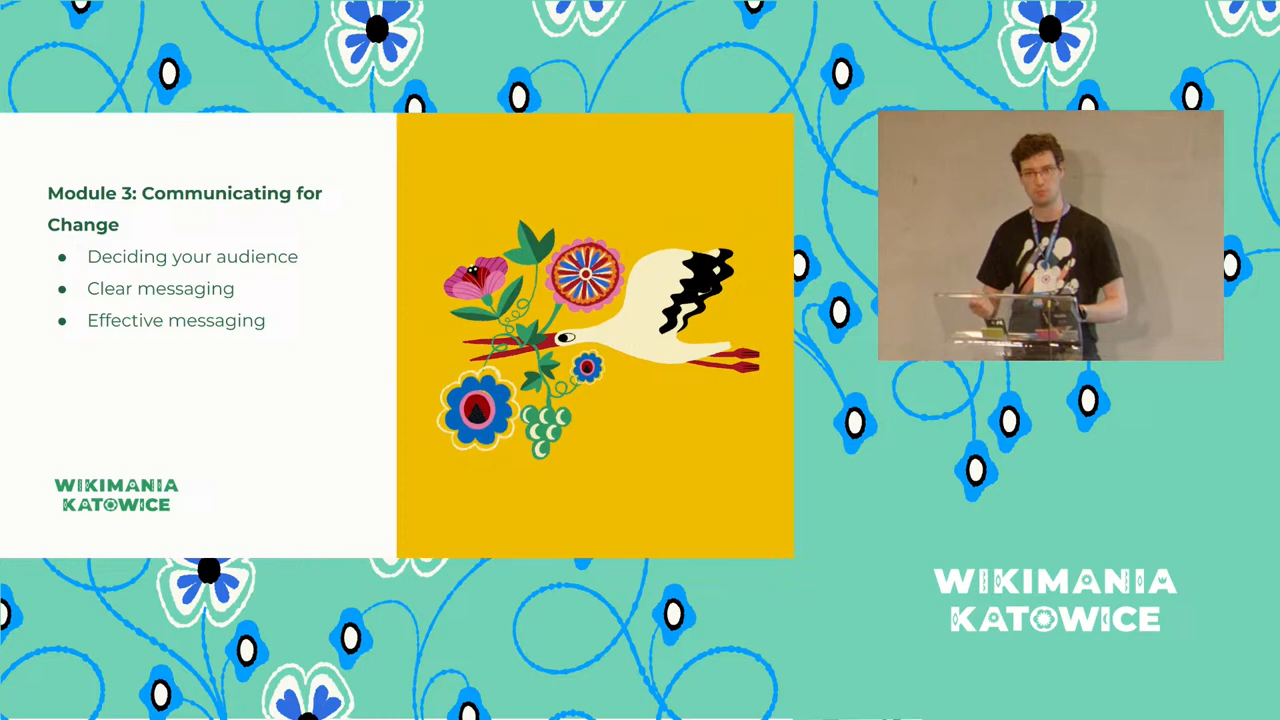 Module 3: Communicating for
Change
● Deciding your audience
● Clear messaging
● Effective messaging
WIKIMANIA
KATOWICE
WIKIMANIA
KATOWICE